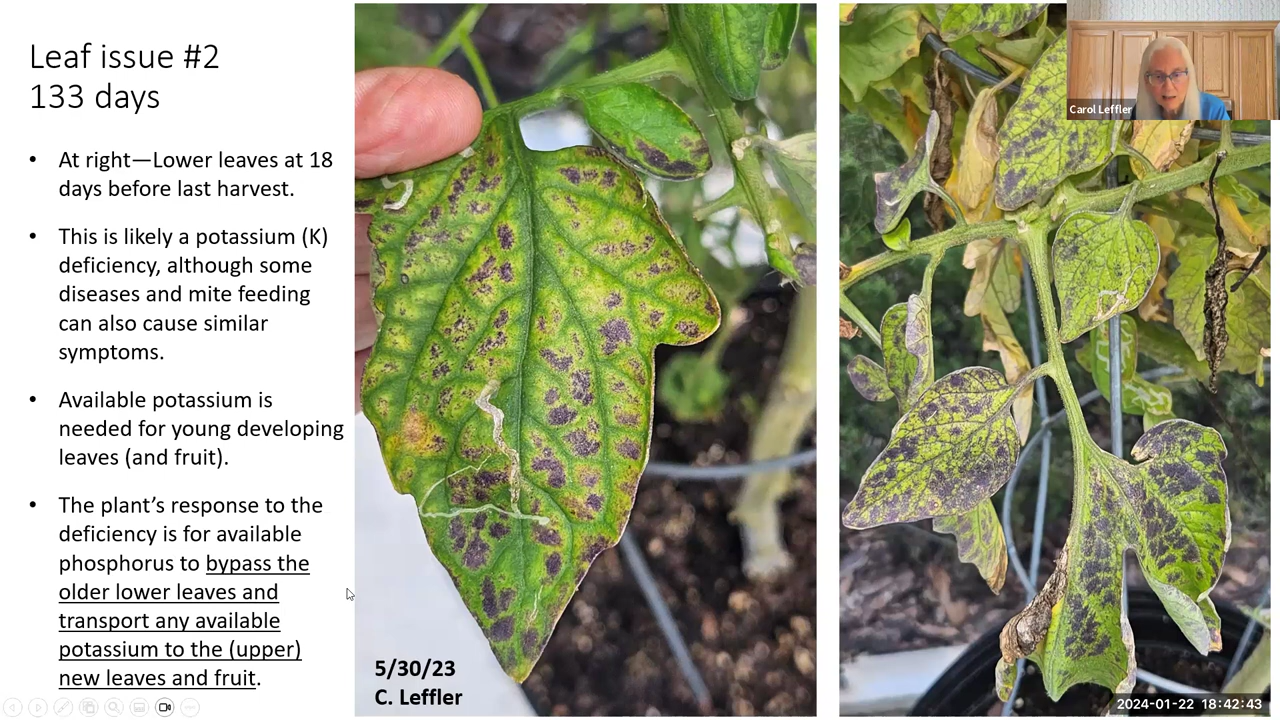 Leaf issue #2
133 days
• At right—Lower leaves at 18
days before last harvest.
• This is likely a potassium (K)
deficiency, although some
diseases and mite feeding
can also cause similar
symptoms.
• Available potassium is
needed for young developing
leaves (and fruit).
• The plant’s response to the
deficiency is for available
phosphorus to bypass the
older lower leaves and
transport any available
potassium to the (upper)
new leaves and fruit.
5/30/23
C. Leffler
Carol Leffler
2024-01-22 18:42:43